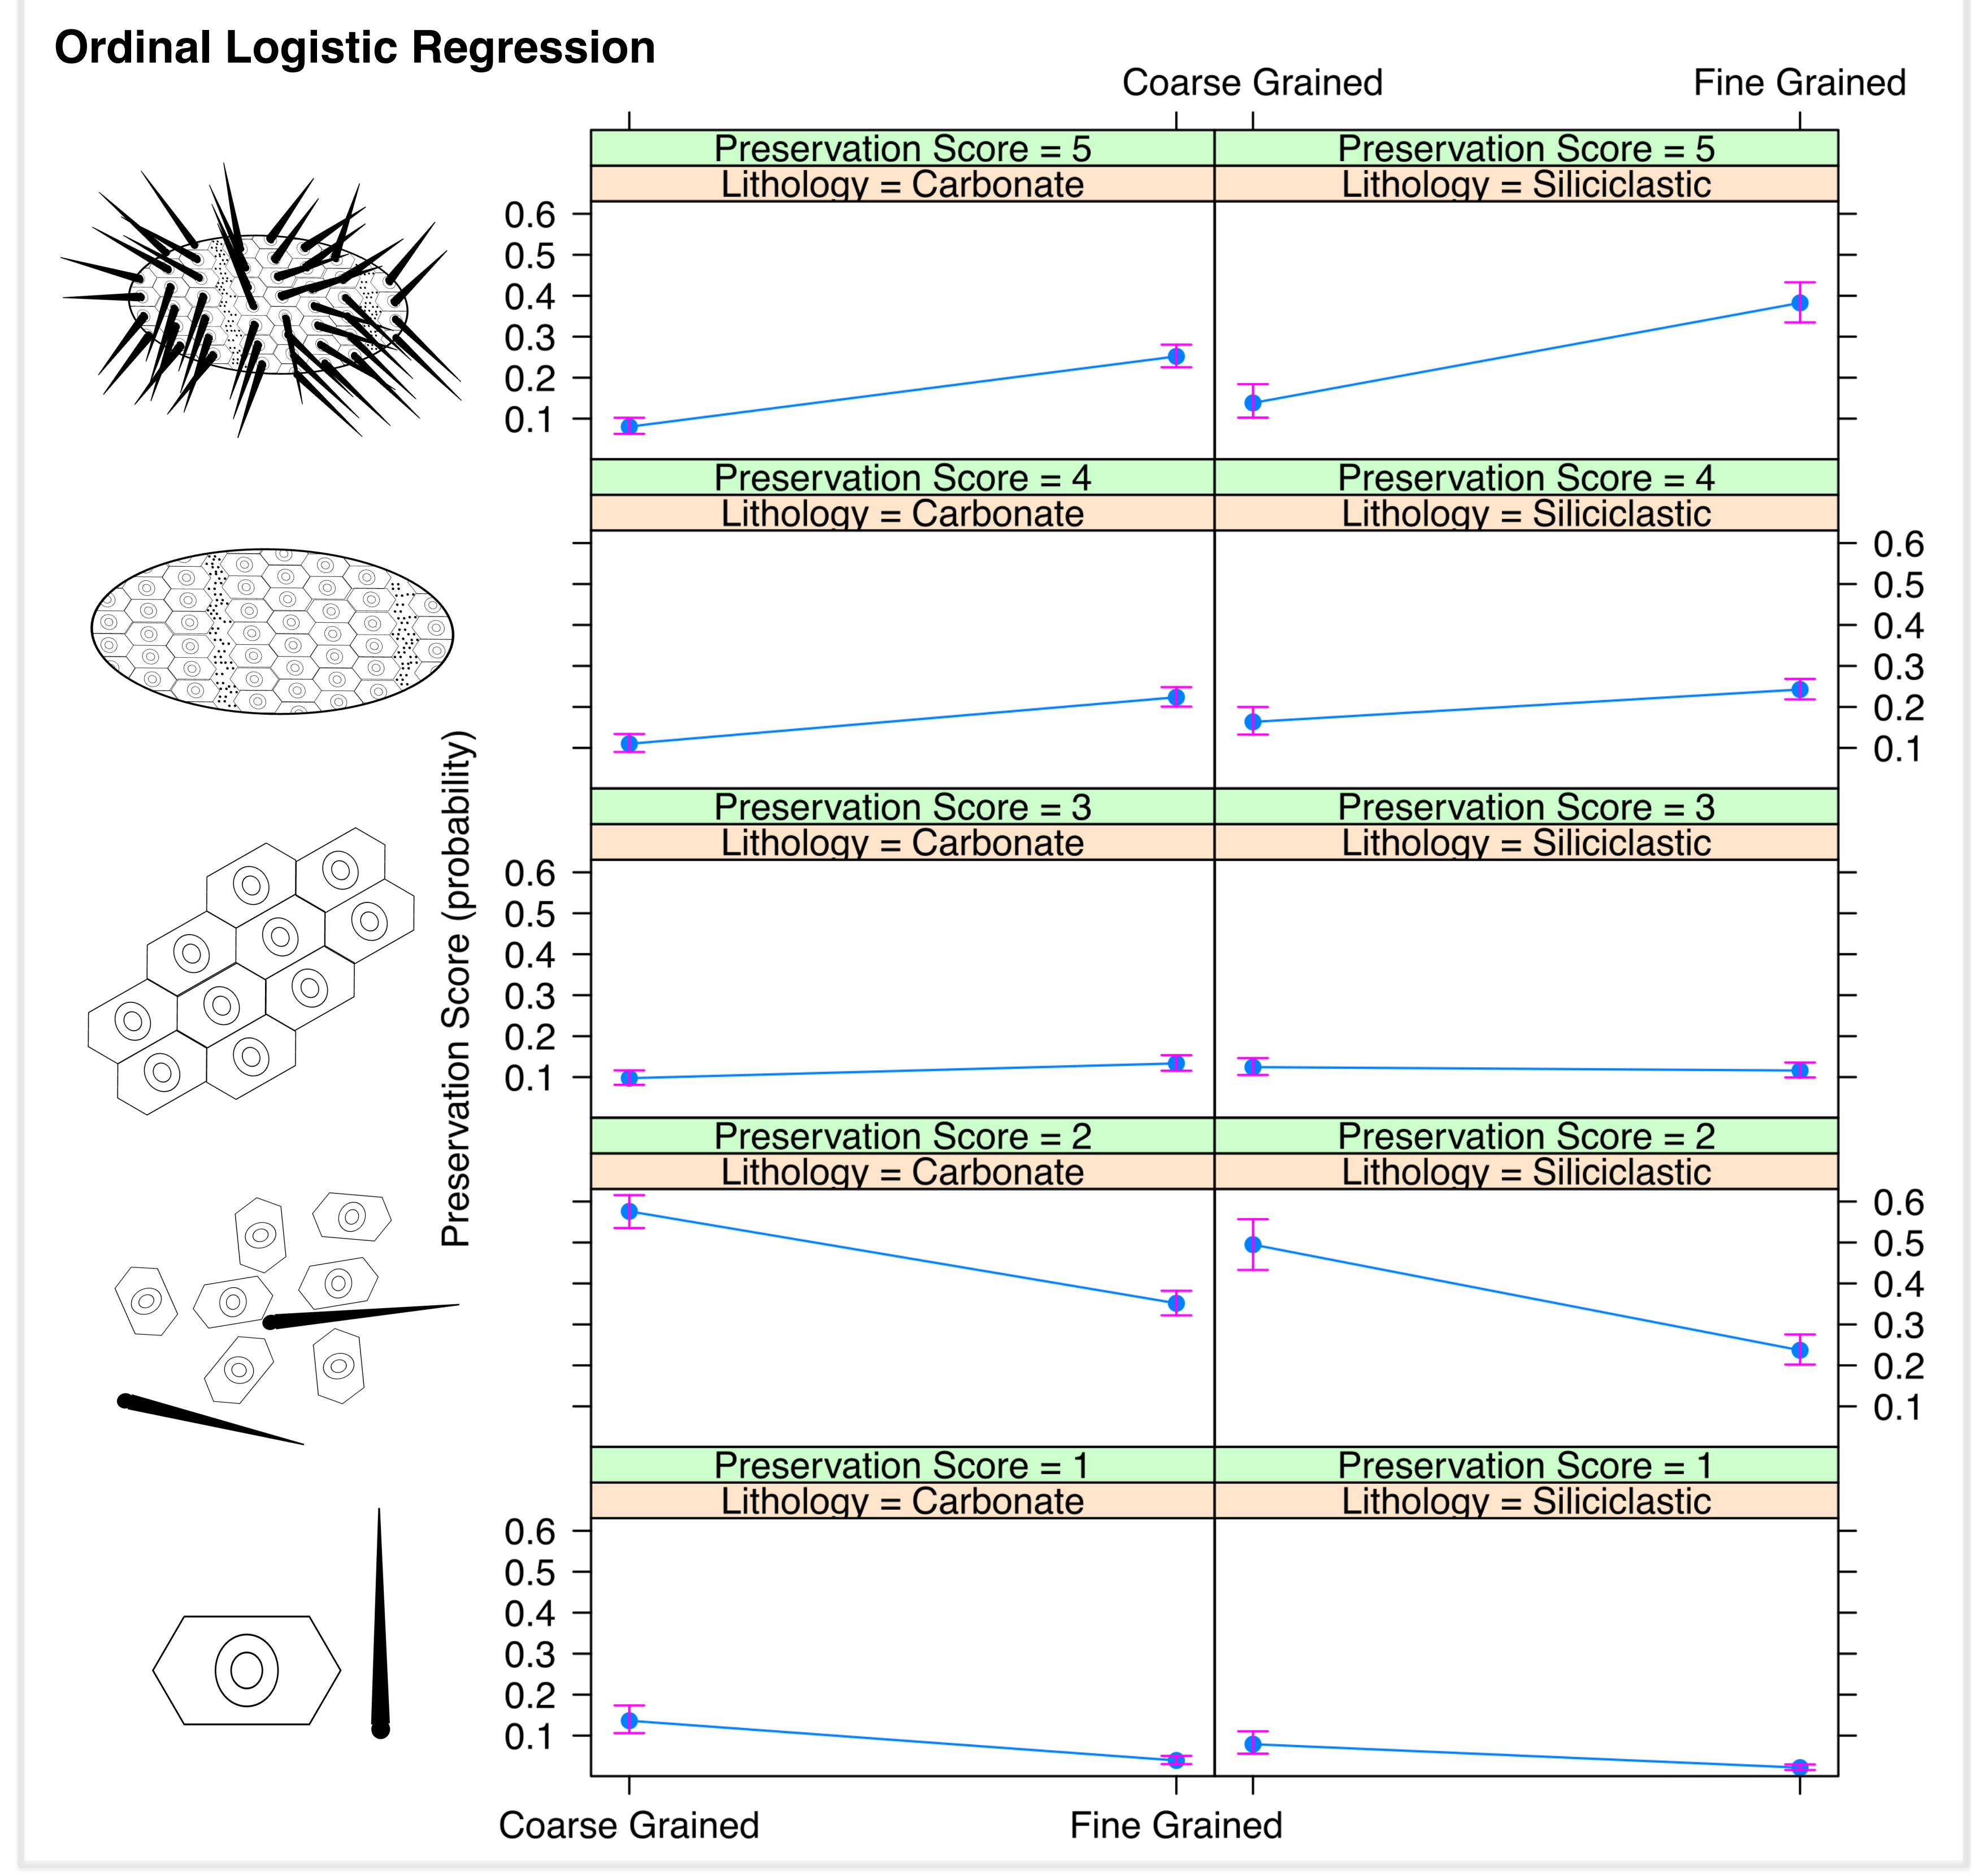 Ordinal Logistic Regression
Coarse Grained Fine Grained
Preservation Score = 5 Preservation Score = 5
Lithology = Carbonate Lithology = Siliciclastic
0.6
0.5
0.4
0.3
0.2
0.1
Preservation Score = 4 Preservation Score = 4
Lithology = Carbonate Lithology = Siliciclastic
0.6
0.5
0.4
0.3
0.2
0.1
Preservation Score (probability)
Preservation Score = 3 Preservation Score = 3
Lithology = Carbonate Lithology = Siliciclastic
0.6
0.5
0.4
0.3
0.2
0.1
Preservation Score = 2 Preservation Score = 2
Lithology = Carbonate Lithology = Siliciclastic
0.6
0.5
0.4
0.3
0.2
0.1
Preservation Score = 1 Preservation Score = 1
Lithology = Carbonate Lithology = Siliciclastic
0.6
0.5
0.4
0.3
0.2
0.1
Coarse Grained Fine Grained